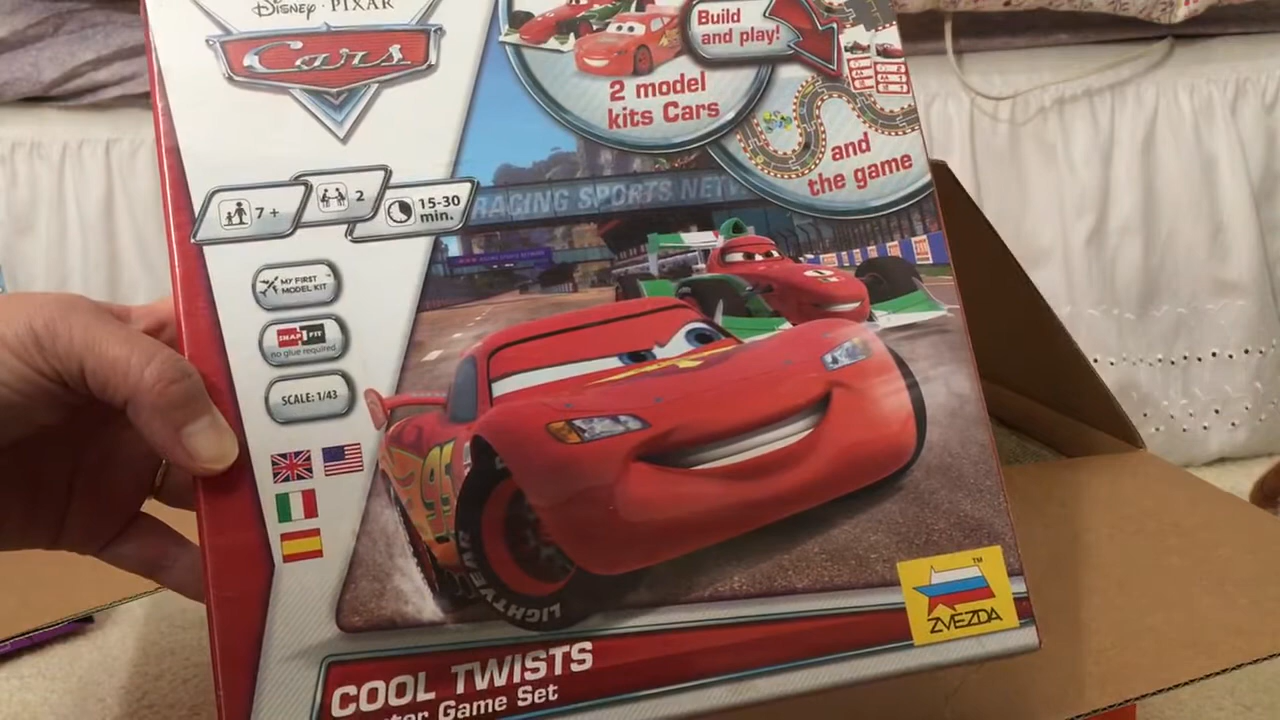 Disney · PIXAR
Cars
Build
and play!
2 model
kits Cars
and
the game
7 +
2
15-30
min.
RACING SPORTS NETW
MY FIRST
MODEL KIT
SNAP FIT
no glue required
SCALE: 1/43
95
LIGHTYEAR
1
TM
ZVEZDA
COOL TWISTS
Game Set